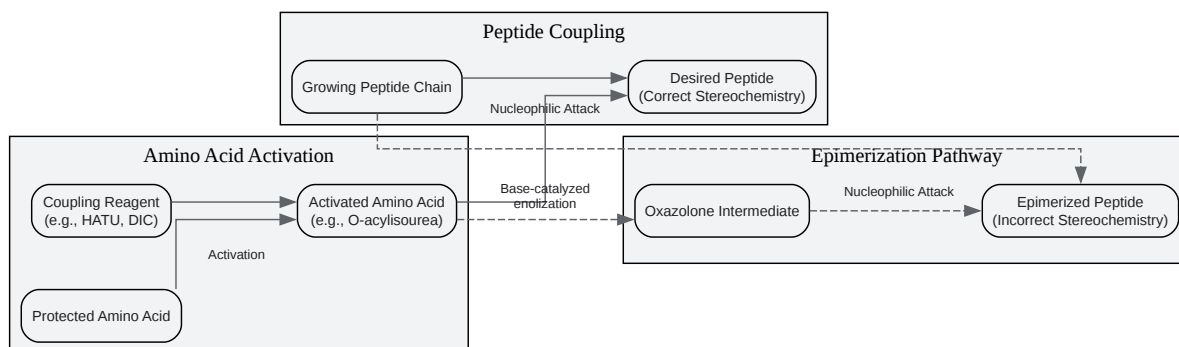 Peptide Coupling
Growing Peptide Chain
Desired Peptide
(Correct Stereochemistry)
Nucleophilic Attack
Amino Acid Activation
Coupling Reagent
(e.g., HATU, DIC)
Activated Amino Acid
(e.g., O-acylisourea)
Activation
Protected Amino Acid
Base-catalyzed
enolization
Epimerization Pathway
Oxazolone Intermediate
Nucleophilic Attack
Epimerized Peptide
(Incorrect Stereochemistry)